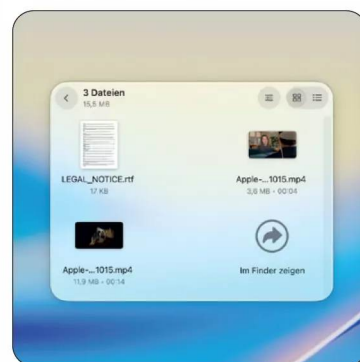 3 Dateien
15,5 MB
LEGAL_NOTICE.rtf
17 KB
Apple-...1015.mp4
3,6 MB - 00:04
Apple-...1015.mp4
11,9 MB - 00:14
Im Finder zeigen